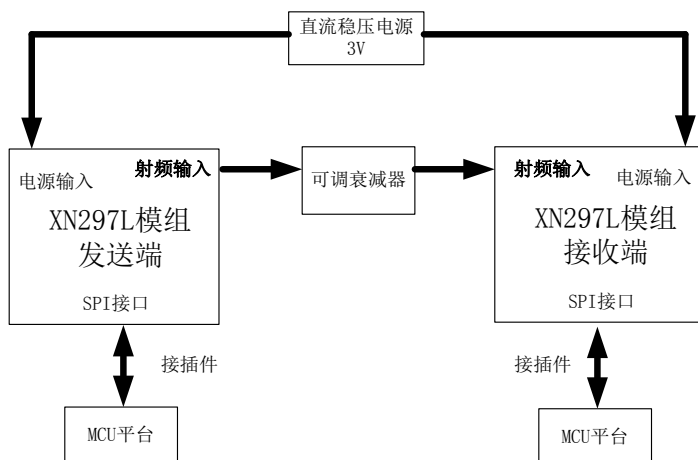 直流稳压电源
3V
射频输入
电源输入
XN297L模组
发送端
SPI接口
可调衰减器
射频输入
电源输入
XN297L模组
接收端
SPI接口
接插件
接插件
MCU平台
MCU平台